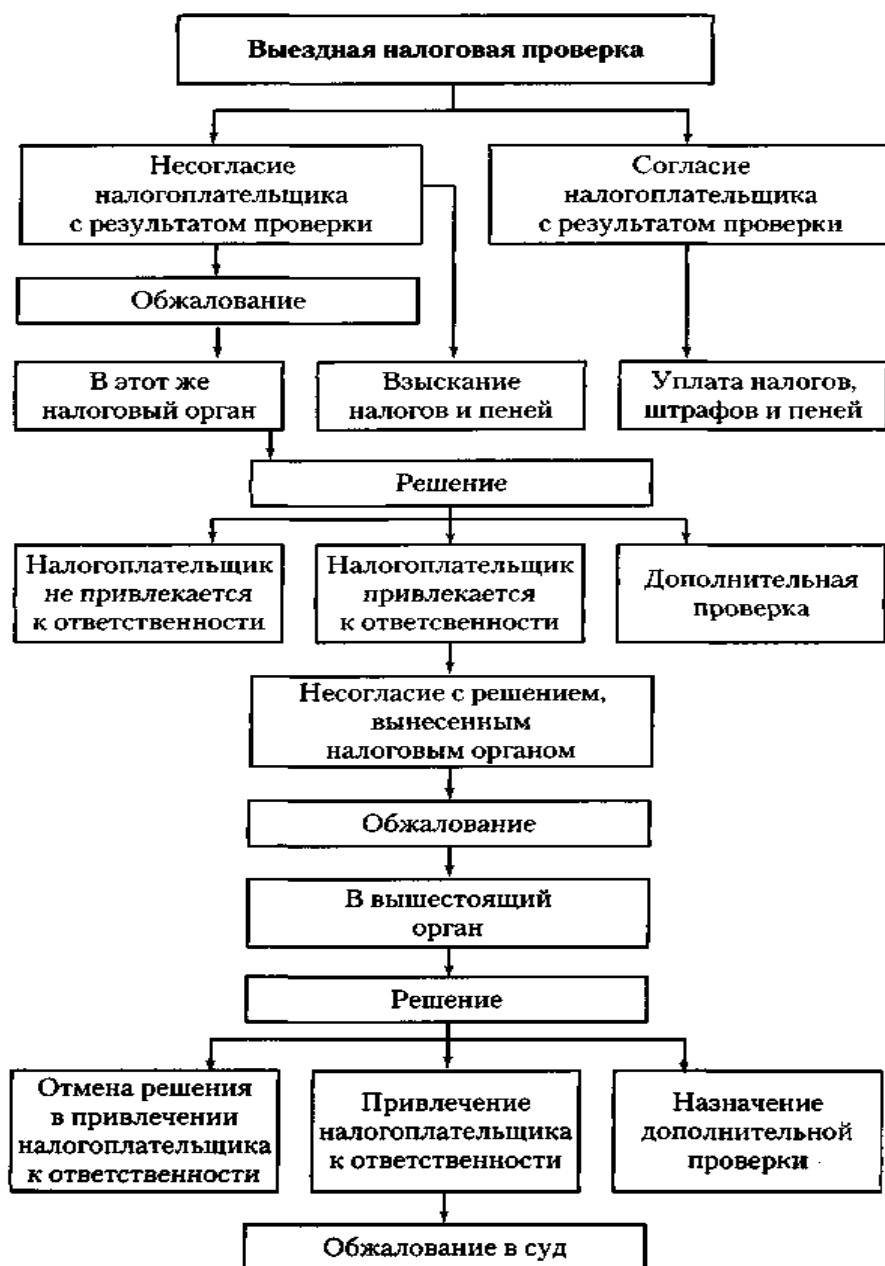 Выездная налоговая проверка
Несогласие
налогоплательщика
с результатом проверки
Согласие
налогоплательщика
с результатом проверки
Обжалование
В этот же
налоговый орган
Взыскание
налогов и пеней
Уплата налогов,
штрафов и пеней
Решение
Налогоплательщик
не привлекается
к ответственности
Налогоплательщик
привлекается
к ответсвенности
Дополнительная
проверка
Несогласие с решением,
вынесенным
налоговым органом
Обжалование
В вышестоящий
орган
Решение
Отмена решения
в привлечении
налогоплательщика
к ответственности
Привлечение
налогоплательщика
к ответственности
Назначение
дополнительной
проверки
Обжалование в суд